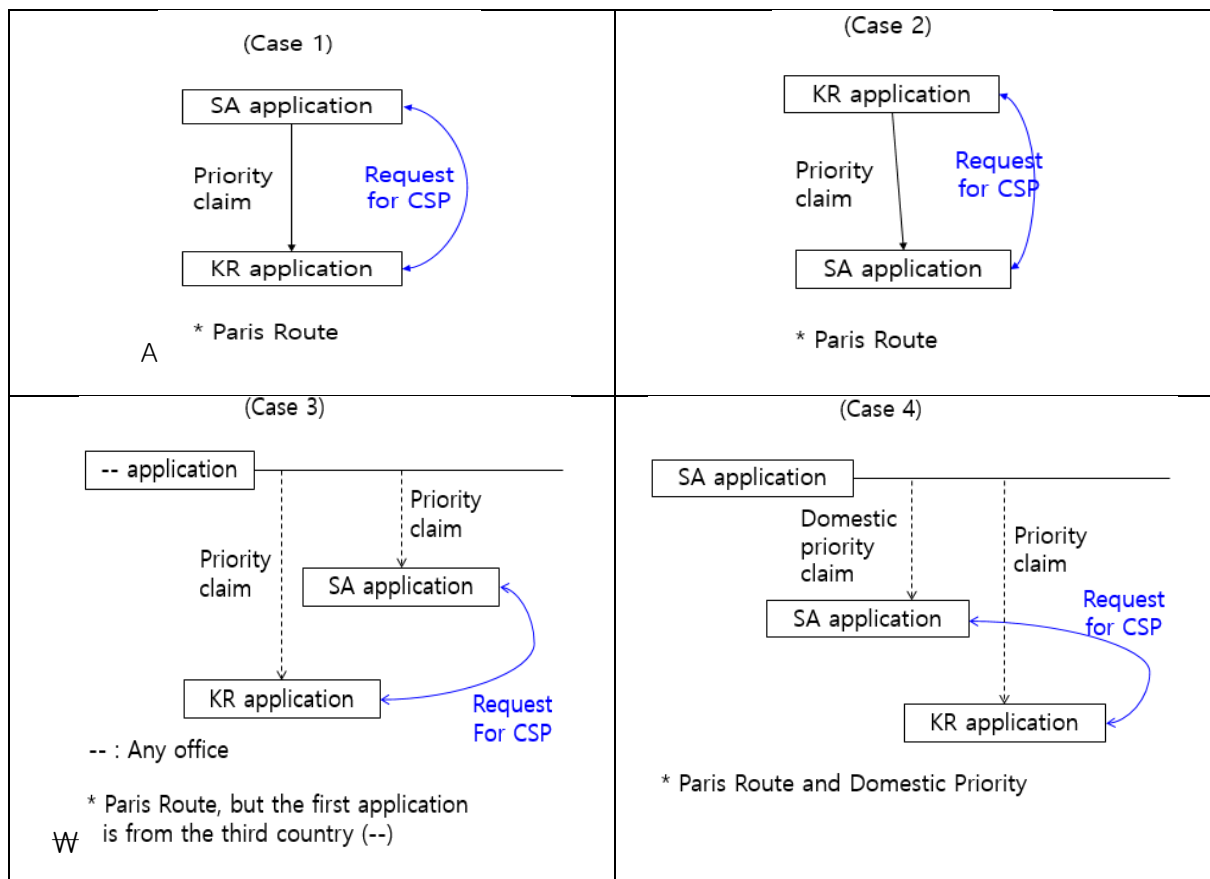 (Case 1)
SA application
Priority
claim
Request
for CSP
KR application
* Paris Route
A
(Case 2)
KR application
Priority
claim
Request
for CSP
SA application
* Paris Route
(Case 3)
-- application
Priority
claim
Priority
claim
SA application
KR application
Request
For CSP
-- : Any office
* Paris Route, but the first application
is from the third country (--)
₩
(Case 4)
SA application
Domestic
priority
claim
Priority
claim
SA application
Request
for CSP
KR application
* Paris Route and Domestic Priority